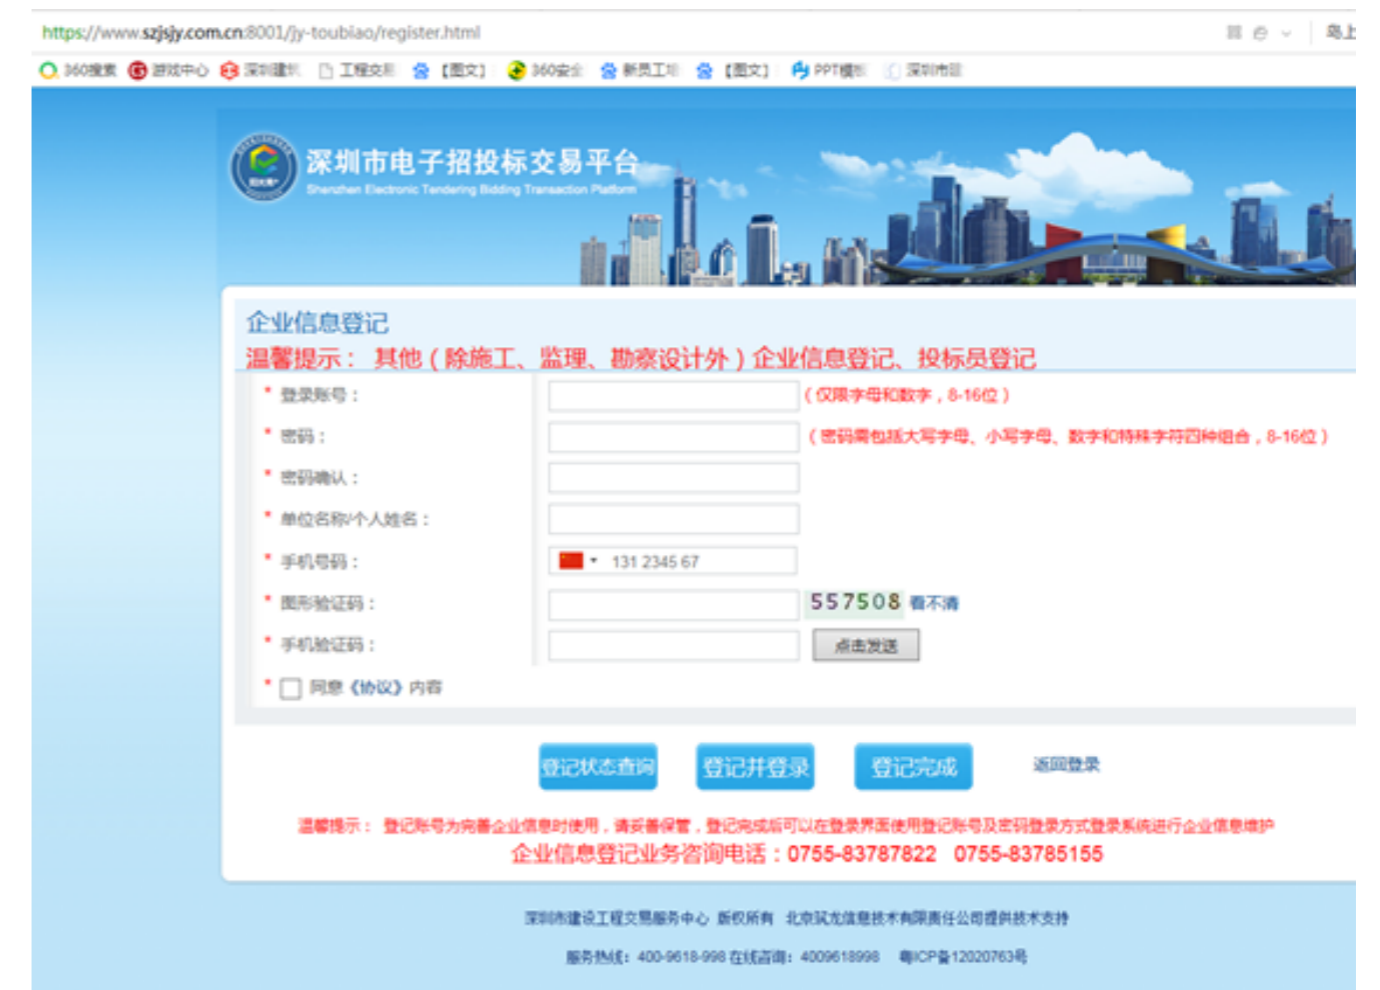 https://www.szjsjy.com.cn:8001/jy-toubiao/register.html
岛上
360搜索 游戏中心 深圳建筑 工程交易 【图文】 360安全 新员工培 【图文】 PPT模板 深圳市建
深圳市电子招投标交易平台
Shenzhen Electronic Tendering Bidding Transaction Platform
企业信息登记
温馨提示： 其他（除施工、监理、勘察设计外）企业信息登记、投标员登记
* 登录账号： （仅限字母和数字，8-16位）
* 密码： （密码需包括大写字母、小写字母、数字和特殊字符四种组合，8-16位）
* 密码确认：
* 单位名称/个人姓名：
* 手机号码： 131 2345 67
* 图形验证码： 557508 看不清
* 手机验证码： 点击发送
* 同意《协议》内容
登记状态查询 登记并登录 登记完成 返回登录
温馨提示： 登记账号为完善企业信息时使用，请妥善保管，登记完成后可以在登录界面使用登记账号及密码登录方式登录系统进行企业信息维护
企业信息登记业务咨询电话：0755-83787822 0755-83785155
深圳市建设工程交易服务中心 版权所有 北京筑龙信息技术有限责任公司提供技术支持
服务热线：400-9618-998 在线咨询：4009618998 粤ICP备12020763号